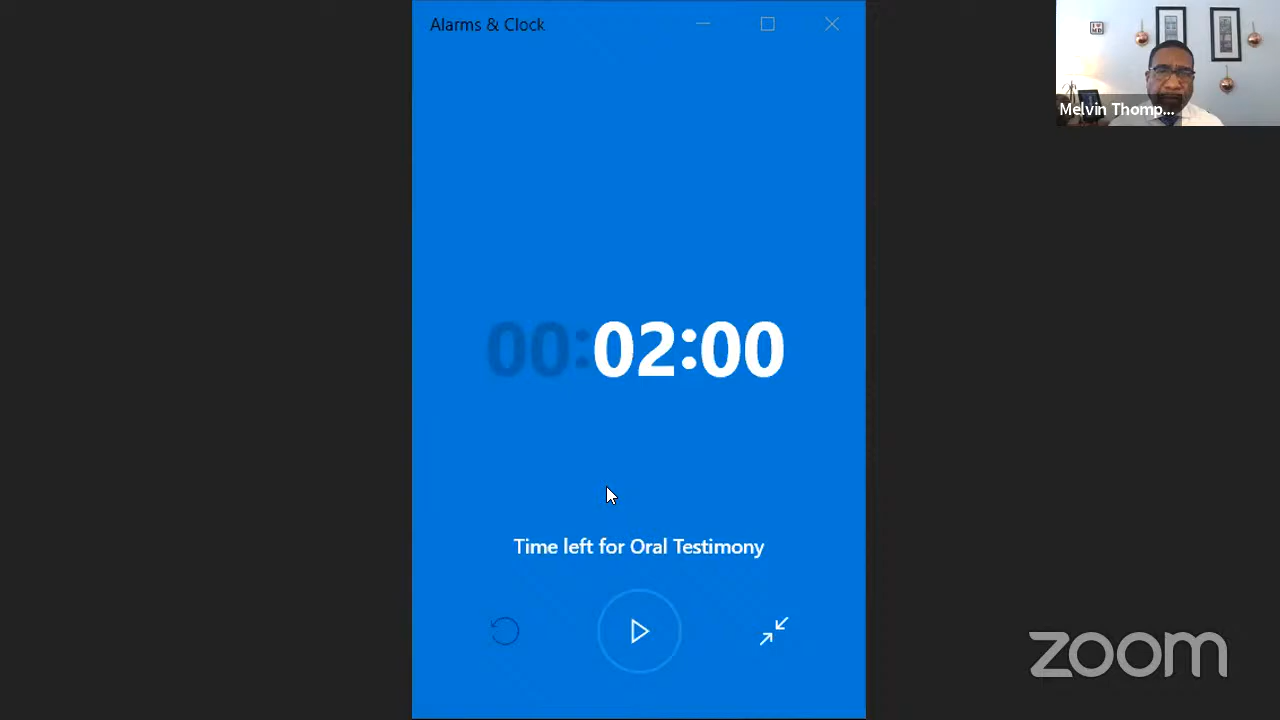 Alarms & Clock
Melvin Thomp...
00:02:00
Time left for Oral Testimony
zoom